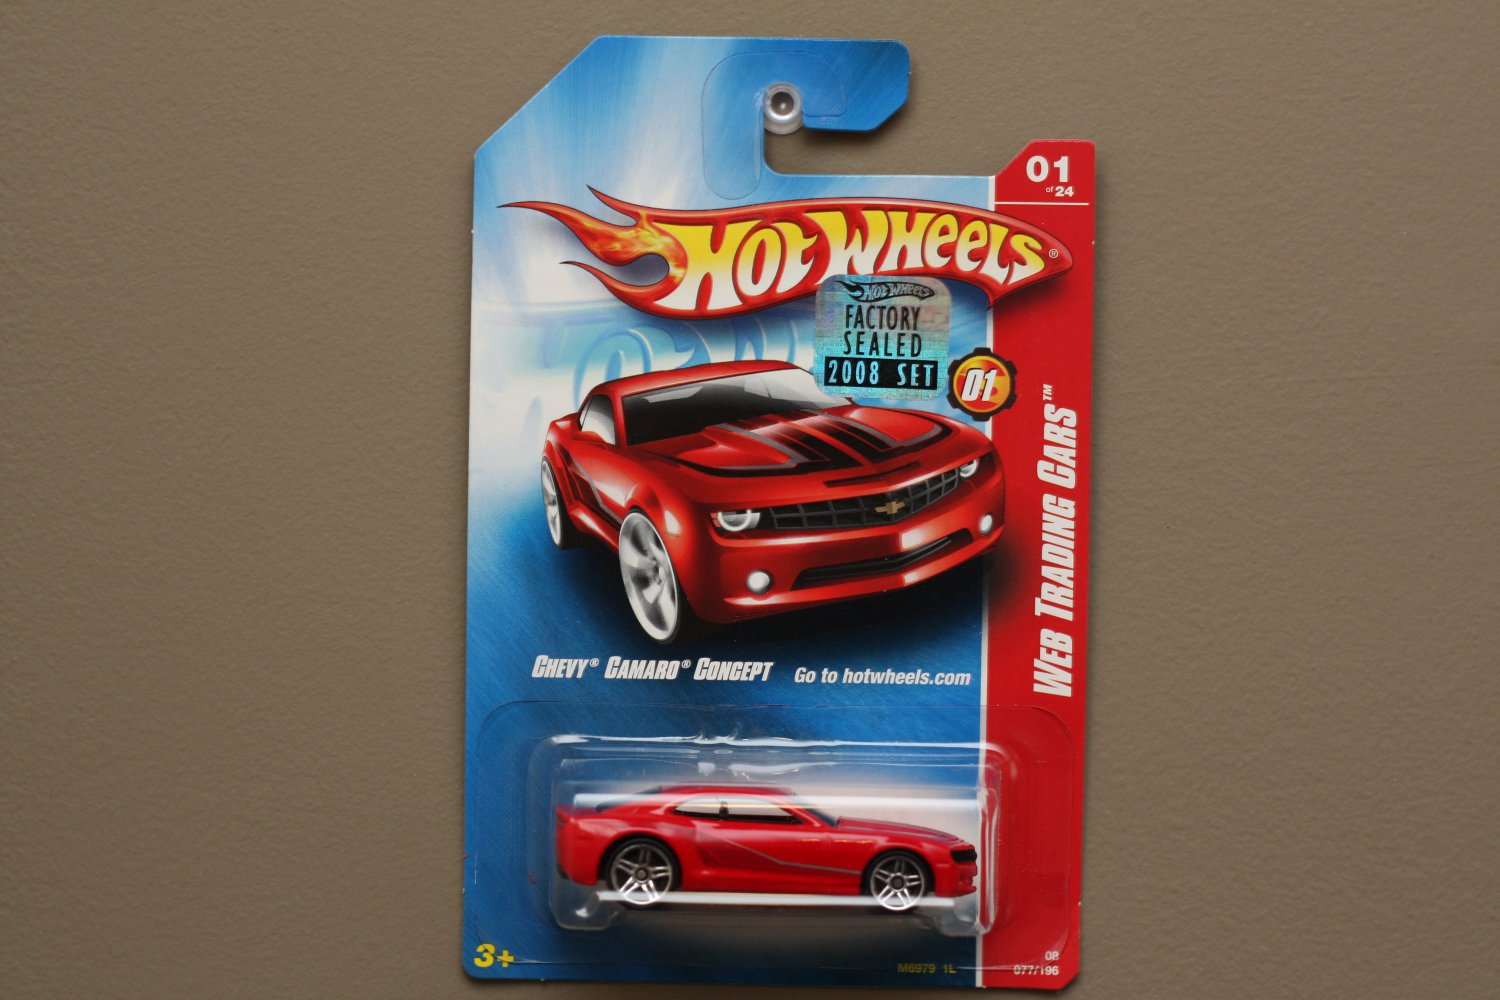 01
of 24
HOT WHEELS®
HOT WHEELS
FACTORY
SEALED
2008 SET
01
WEB TRADING CARS™
CHEVY® CAMARO® CONCEPT
Go to hotwheels.com
3+
M6979 1L
08
077/196